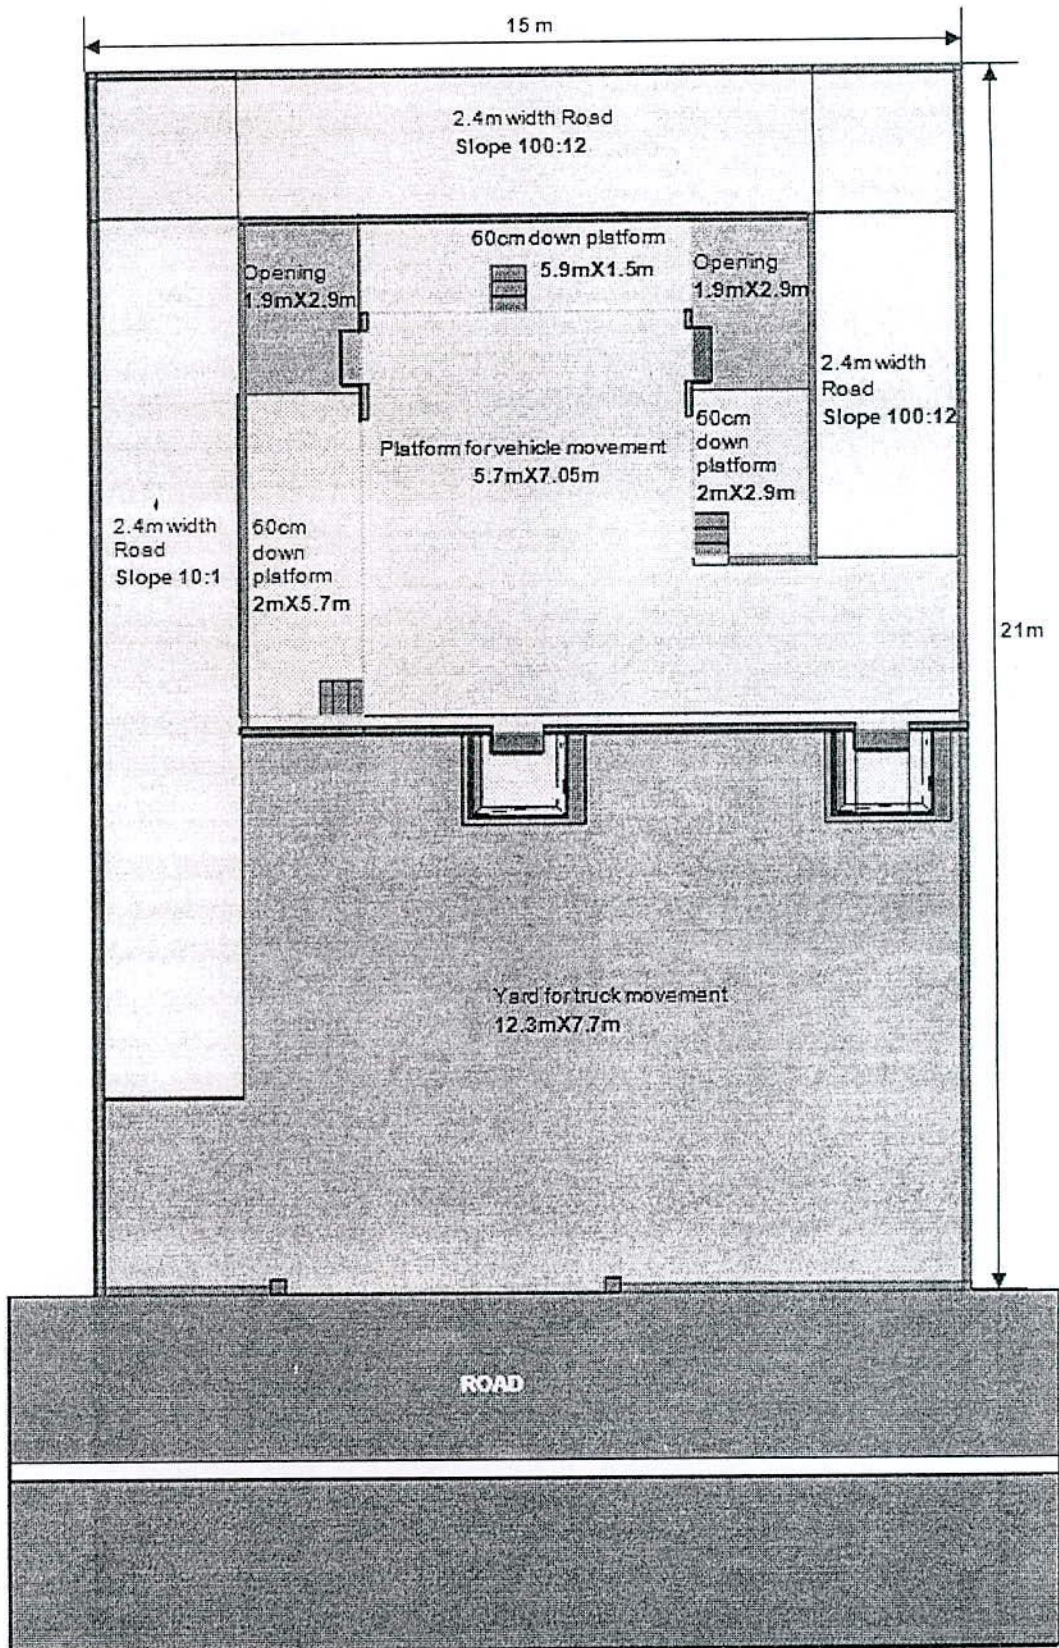 15 m
2.4m width Road
Slope 100:12
60cm down platform
5.9mX1.5m
Opening
1.9mX2.9m
Opening
1.9mX2.9m
2.4m width
Road
Slope 100:12
Platform for vehicle movement
5.7mX7.05m
60cm
down
platform
2mX2.9m
2.4m width
Road
Slope 10:1
60cm
down
platform
2mX5.7m
21m
Yard for truck movement
12.3mX7.7m
ROAD